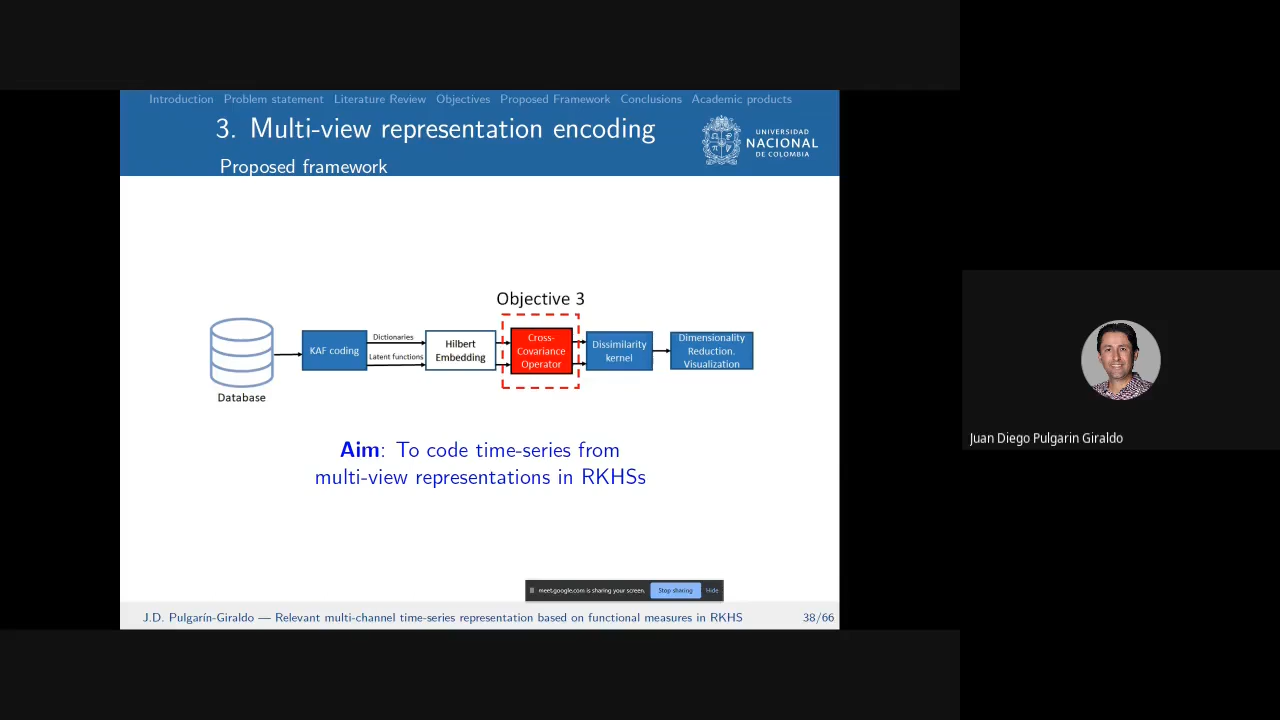 Introduction Problem statement Literature Review Objectives Proposed Framework Conclusions Academic products
3. Multi-view representation encoding
Proposed framework
UNIVERSIDAD
NACIONAL
DE COLOMBIA
Objective 3
Database
KAF coding
Dictionaries
Latent functions
Hilbert
Embedding
Cross-
Covariance
Operator
Dissimilarity
kernel
Dimensionality
Reduction.
Visualization
Aim: To code time-series from
multi-view representations in RKHSs
meet.google.com is sharing your screen. Stop sharing Hide
J.D. Pulgarín-Giraldo — Relevant multi-channel time-series representation based on functional measures in RKHS 38/66
Juan Diego Pulgarin Giraldo